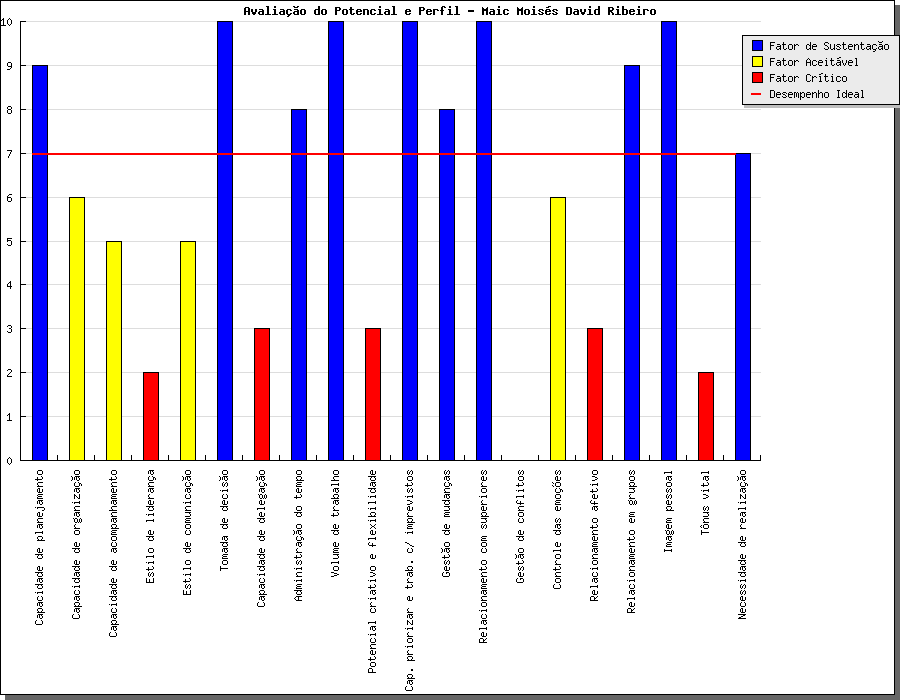 Avaliação do Potencial e Perfil - Maic Moisés David Ribeiro
Fator de Sustentação
Fator Aceitável
Fator Crítico
Desempenho Ideal
10
9
8
7
6
5
4
3
2
1
0
Capacidade de planejamento
Capacidade de organização
Capacidade de acompanhamento
Estilo de liderança
Estilo de comunicação
Tomada de decisão
Capacidade de delegação
Administração do tempo
Volume de trabalho
Potencial criativo e flexibilidade
Cap. priorizar e trab. c/ imprevistos
Gestão de mudanças
Relacionamento com superiores
Gestão de conflitos
Controle das emoções
Relacionamento afetivo
Relacionamento em grupos
Imagem pessoal
Tônus vital
Necessidade de realização